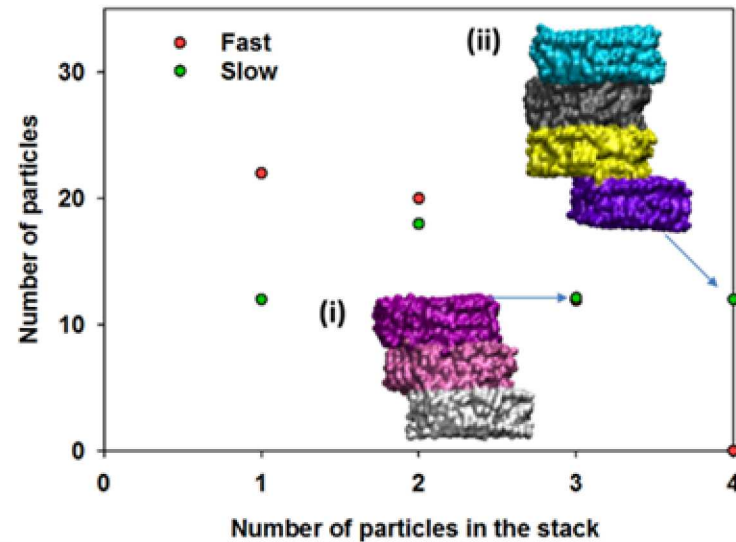 Fast
Slow
(ii)
(i)
30
20
10
0
0 1 2 3 4
Number of particles
Number of particles in the stack